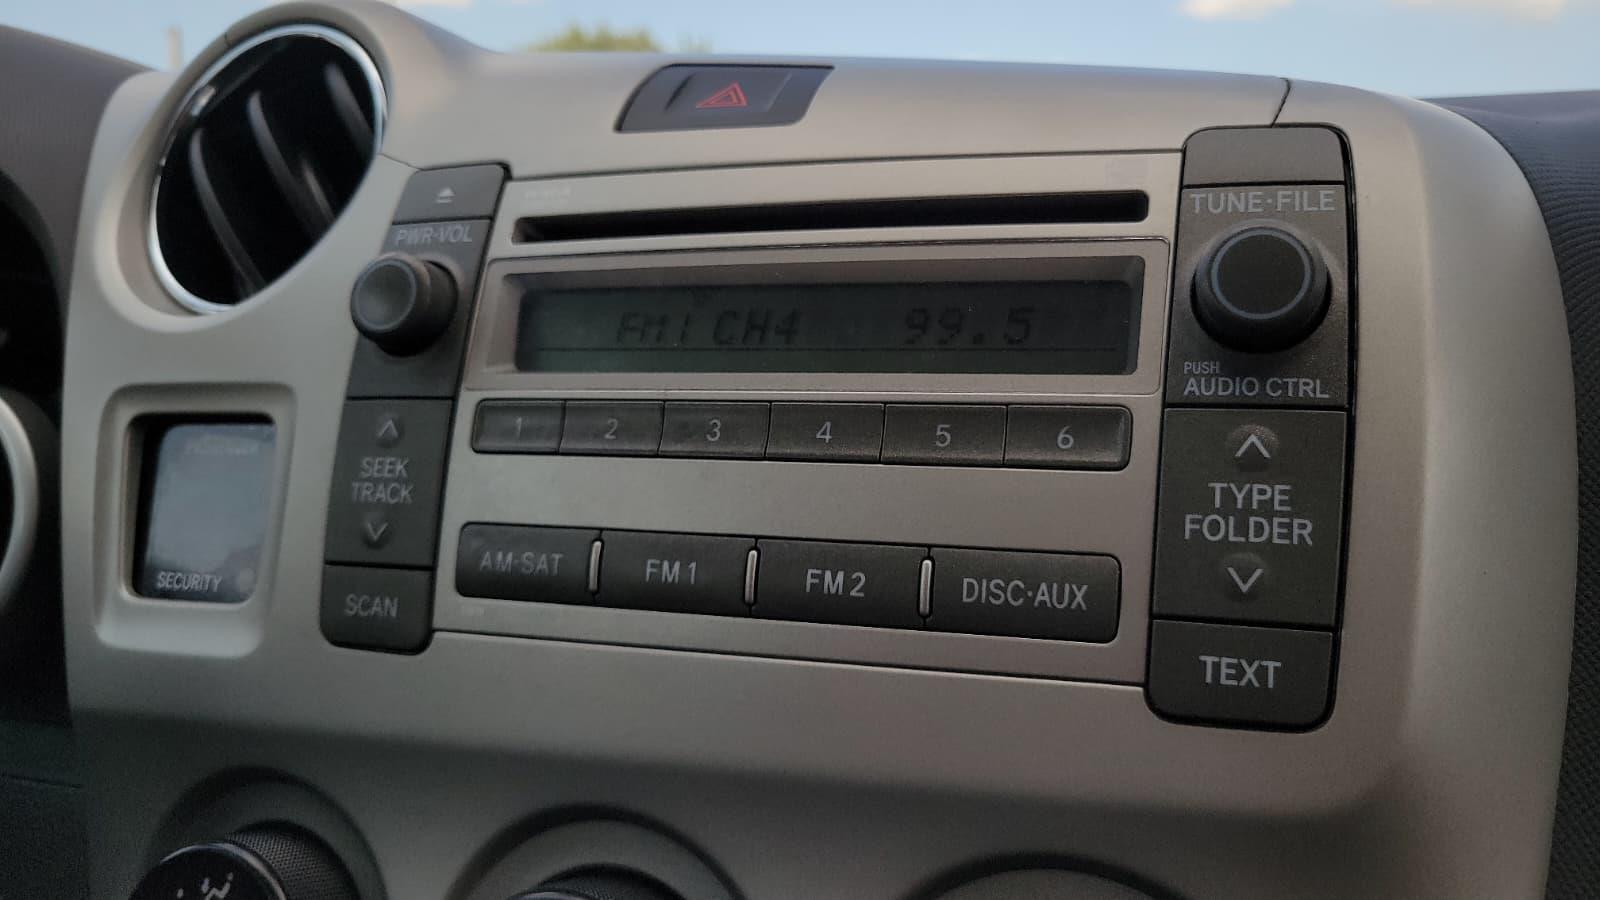 PWR·VOL
TUNE·FILE
FM1 CH4 99.5
PUSH
AUDIO CTRL
1 2 3 4 5 6
SEEK
TRACK
TYPE
FOLDER
AM·SAT FM1 FM2 DISC·AUX
SECURITY
SCAN
TEXT